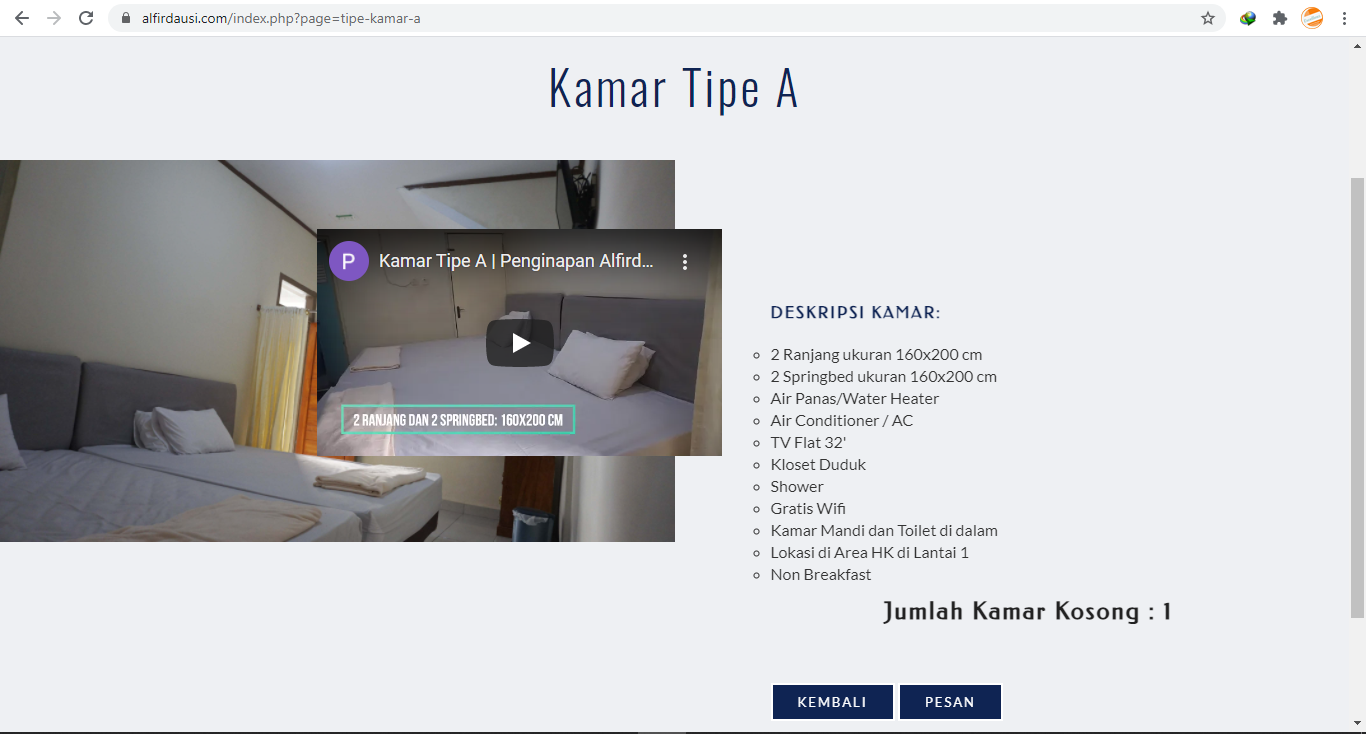 alfirdausi.com/index.php?page=tipe-kamar-a
Kamar Tipe A
P
Kamar Tipe A | Penginapan Alfird...
2 RANJANG DAN 2 SPRINGBED: 160X200 CM
DESKRIPSI KAMAR:
2 Ranjang ukuran 160x200 cm
2 Springbed ukuran 160x200 cm
Air Panas/Water Heater
Air Conditioner / AC
TV Flat 32'
Kloset Duduk
Shower
Gratis Wifi
Kamar Mandi dan Toilet di dalam
Lokasi di Area HK di Lantai 1
Non Breakfast
Jumlah Kamar Kosong : 1
KEMBALI
PESAN